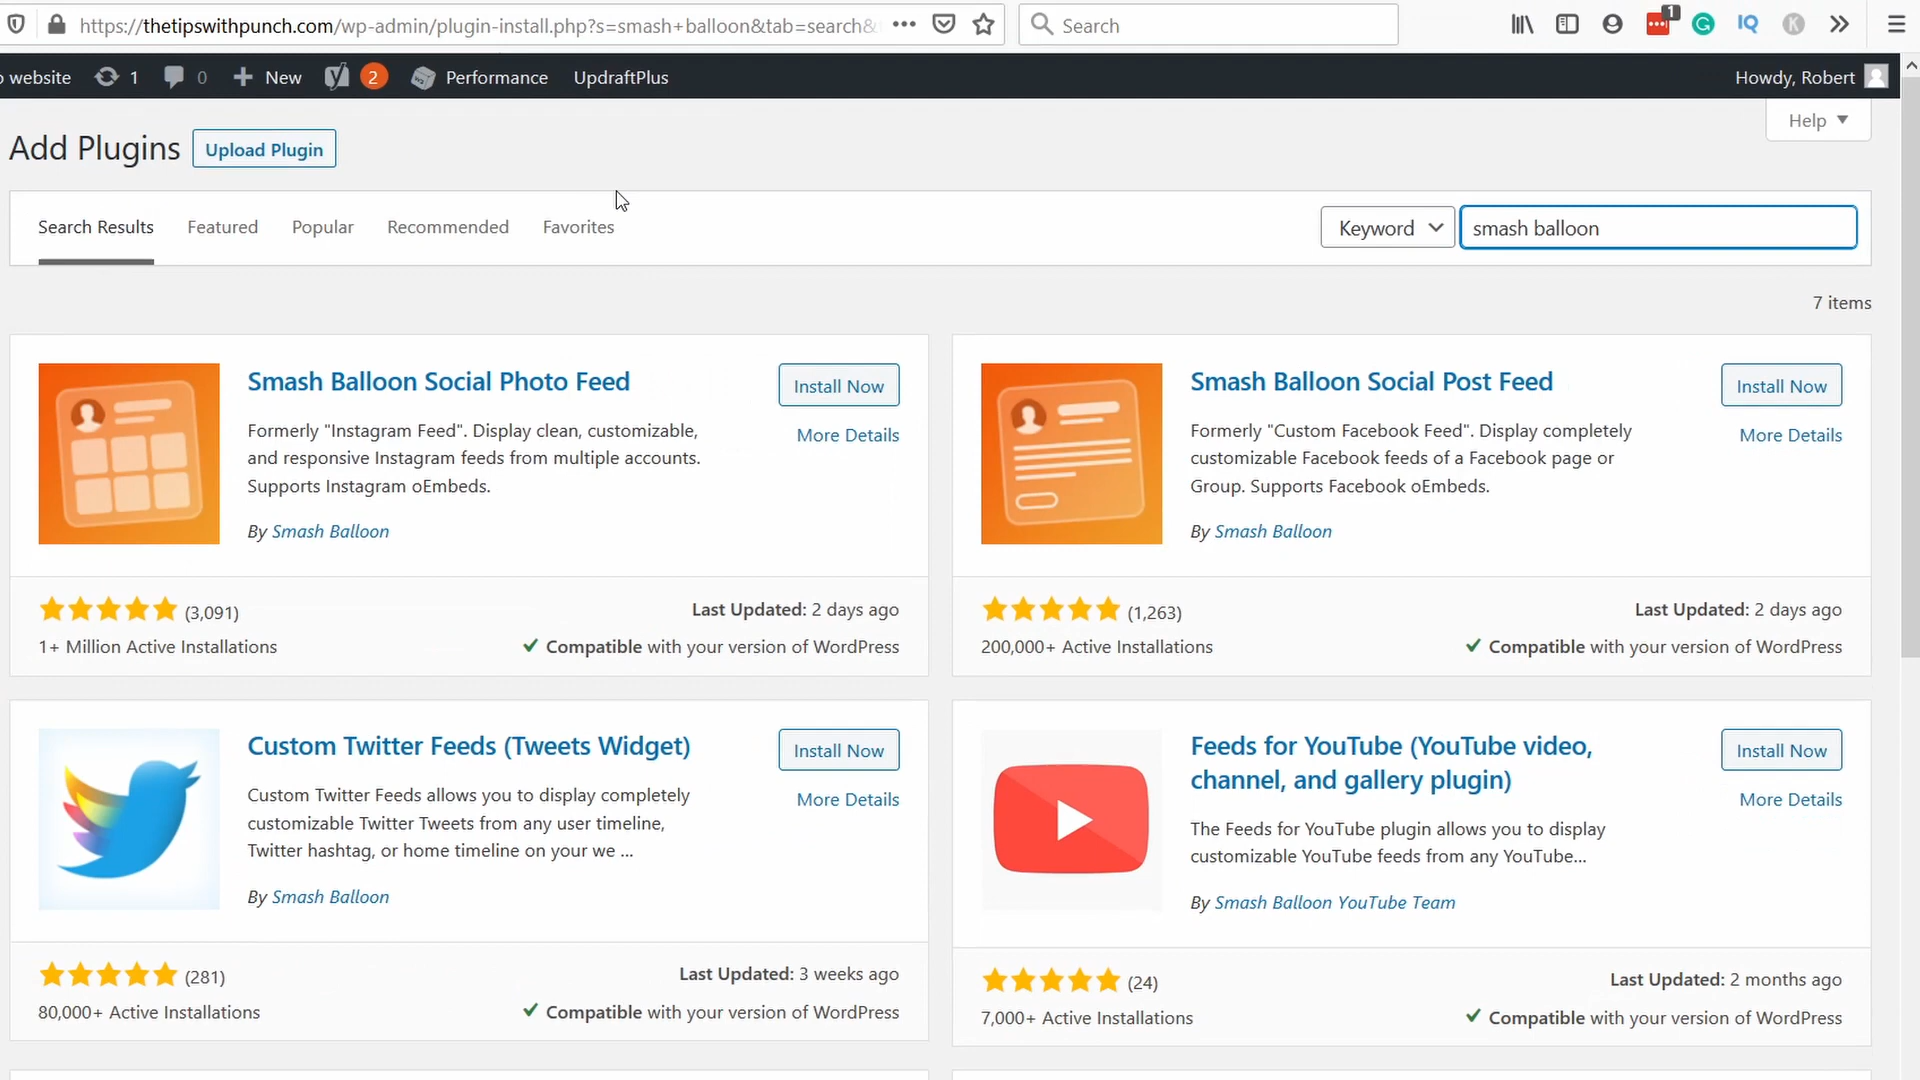 https://thetipswithpunch.com/wp-admin/plugin-install.php?s=smash+balloon&tab=search&
Search
1
IQ
K
website
1
0
New
2
Performance
UpdraftPlus
Howdy, Robert
Add Plugins
Upload Plugin
Help
Search Results
Featured
Popular
Recommended
Favorites
Keyword
smash balloon
7 items
Smash Balloon Social Photo Feed
Install Now
More Details
Formerly "Instagram Feed". Display clean, customizable,
and responsive Instagram feeds from multiple accounts.
Supports Instagram oEmbeds.
By Smash Balloon
(3,091)
Last Updated: 2 days ago
1+ Million Active Installations
Compatible with your version of WordPress
Smash Balloon Social Post Feed
Install Now
More Details
Formerly "Custom Facebook Feed". Display completely
customizable Facebook feeds of a Facebook page or
Group. Supports Facebook oEmbeds.
By Smash Balloon
(1,263)
Last Updated: 2 days ago
200,000+ Active Installations
Compatible with your version of WordPress
Custom Twitter Feeds (Tweets Widget)
Install Now
More Details
Custom Twitter Feeds allows you to display completely
customizable Twitter Tweets from any user timeline,
Twitter hashtag, or home timeline on your we ...
By Smash Balloon
(281)
Last Updated: 3 weeks ago
80,000+ Active Installations
Compatible with your version of WordPress
Feeds for YouTube (YouTube video,
channel, and gallery plugin)
Install Now
More Details
The Feeds for YouTube plugin allows you to display
customizable YouTube feeds from any YouTube...
By Smash Balloon YouTube Team
(24)
Last Updated: 2 months ago
7,000+ Active Installations
Compatible with your version of WordPress